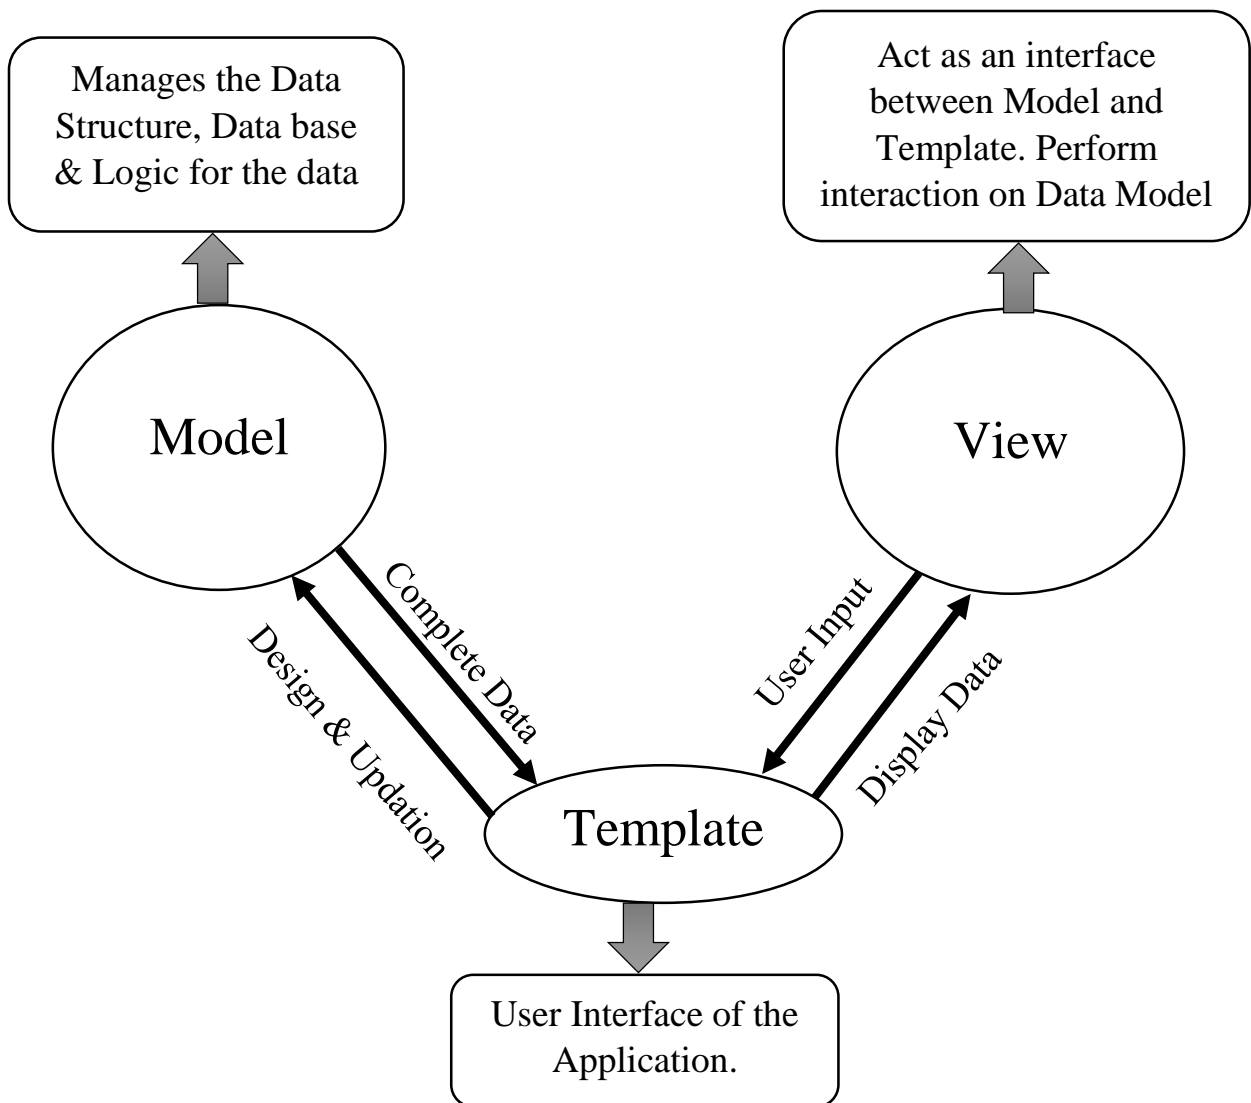 Manages the Data
Structure, Data base
& Logic for the data
Act as an interface
between Model and
Template. Perform
interaction on Data Model
Model
View
Complete Data
Design & Updation
User Input
Display Data
Template
User Interface of the
Application.